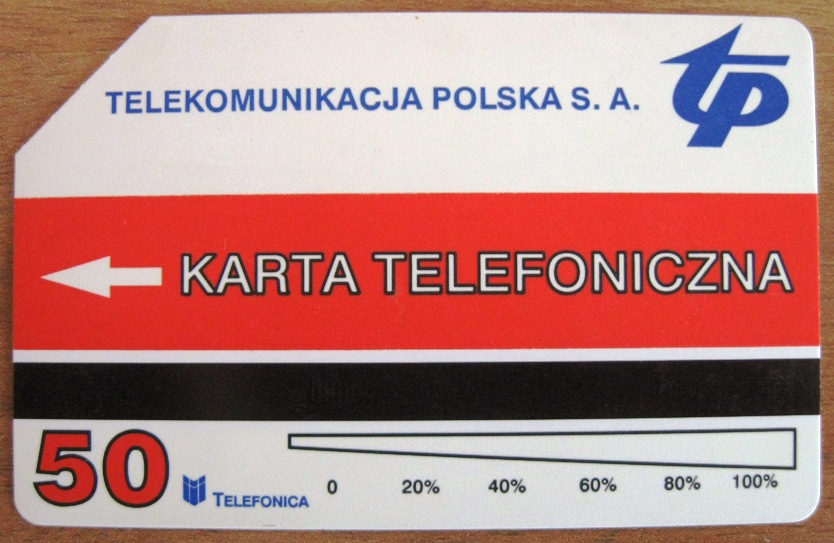 TELEKOMUNIKACJA POLSKA S. A.
tp
KARTA TELEFONICZNA
50
TELEFONICA
0 20% 40% 60% 80% 100%